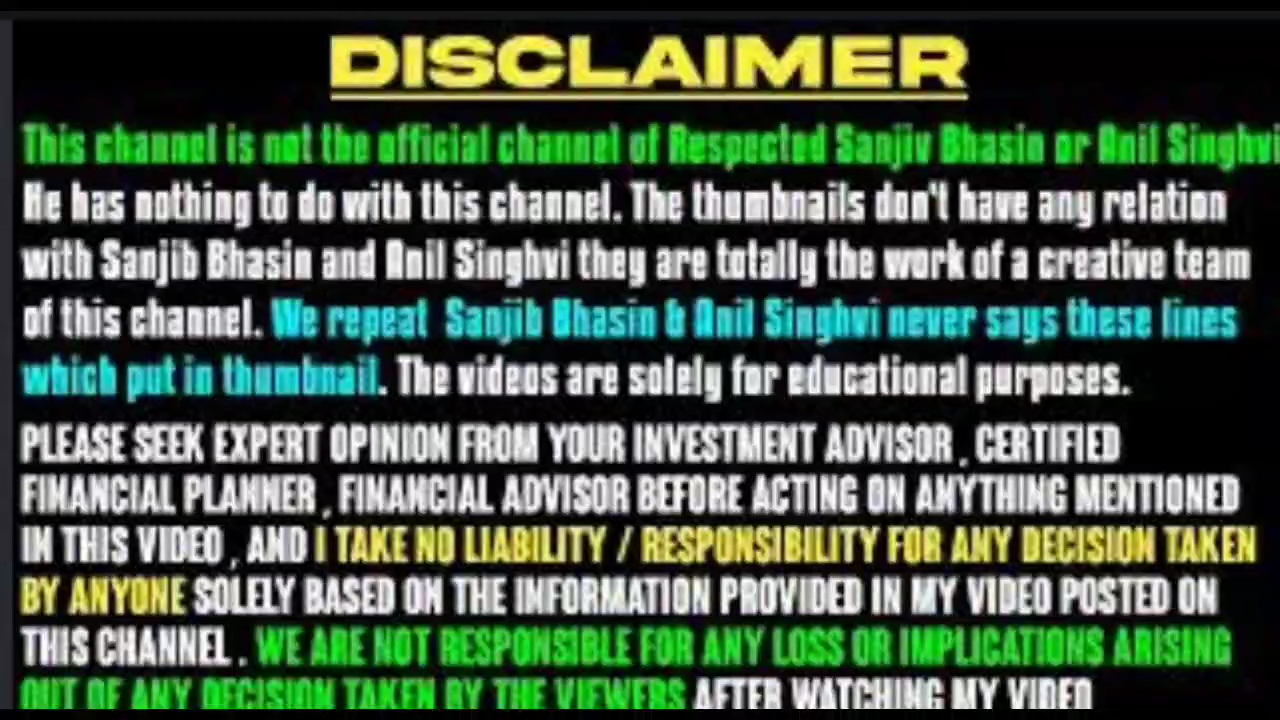 DISCLAIMER
This channel is not the official channel of Respected Sanjiv Bhasin or Anil Singhvi
He has nothing to do with this channel. The thumbnails don't have any relation
with Sanjib Bhasin and Anil Singhvi they are totally the work of a creative team
of this channel. We repeat Sanjib Bhasin & Anil Singhvi never says these lines
which put in thumbnail. The videos are solely for educational purposes.
PLEASE SEEK EXPERT OPINION FROM YOUR INVESTMENT ADVISOR , CERTIFIED
FINANCIAL PLANNER , FINANCIAL ADVISOR BEFORE ACTING ON ANYTHING MENTIONED
IN THIS VIDEO , AND I TAKE NO LIABILITY / RESPONSIBILITY FOR ANY DECISION TAKEN
BY ANYONE SOLELY BASED ON THE INFORMATION PROVIDED IN MY VIDEO POSTED ON
THIS CHANNEL . WE ARE NOT RESPONSIBLE FOR ANY LOSS OR IMPLICATIONS ARISING
OUT OF ANY DECISION TAKEN BY THE VIEWERS AFTER WATCHING MY VIDEO